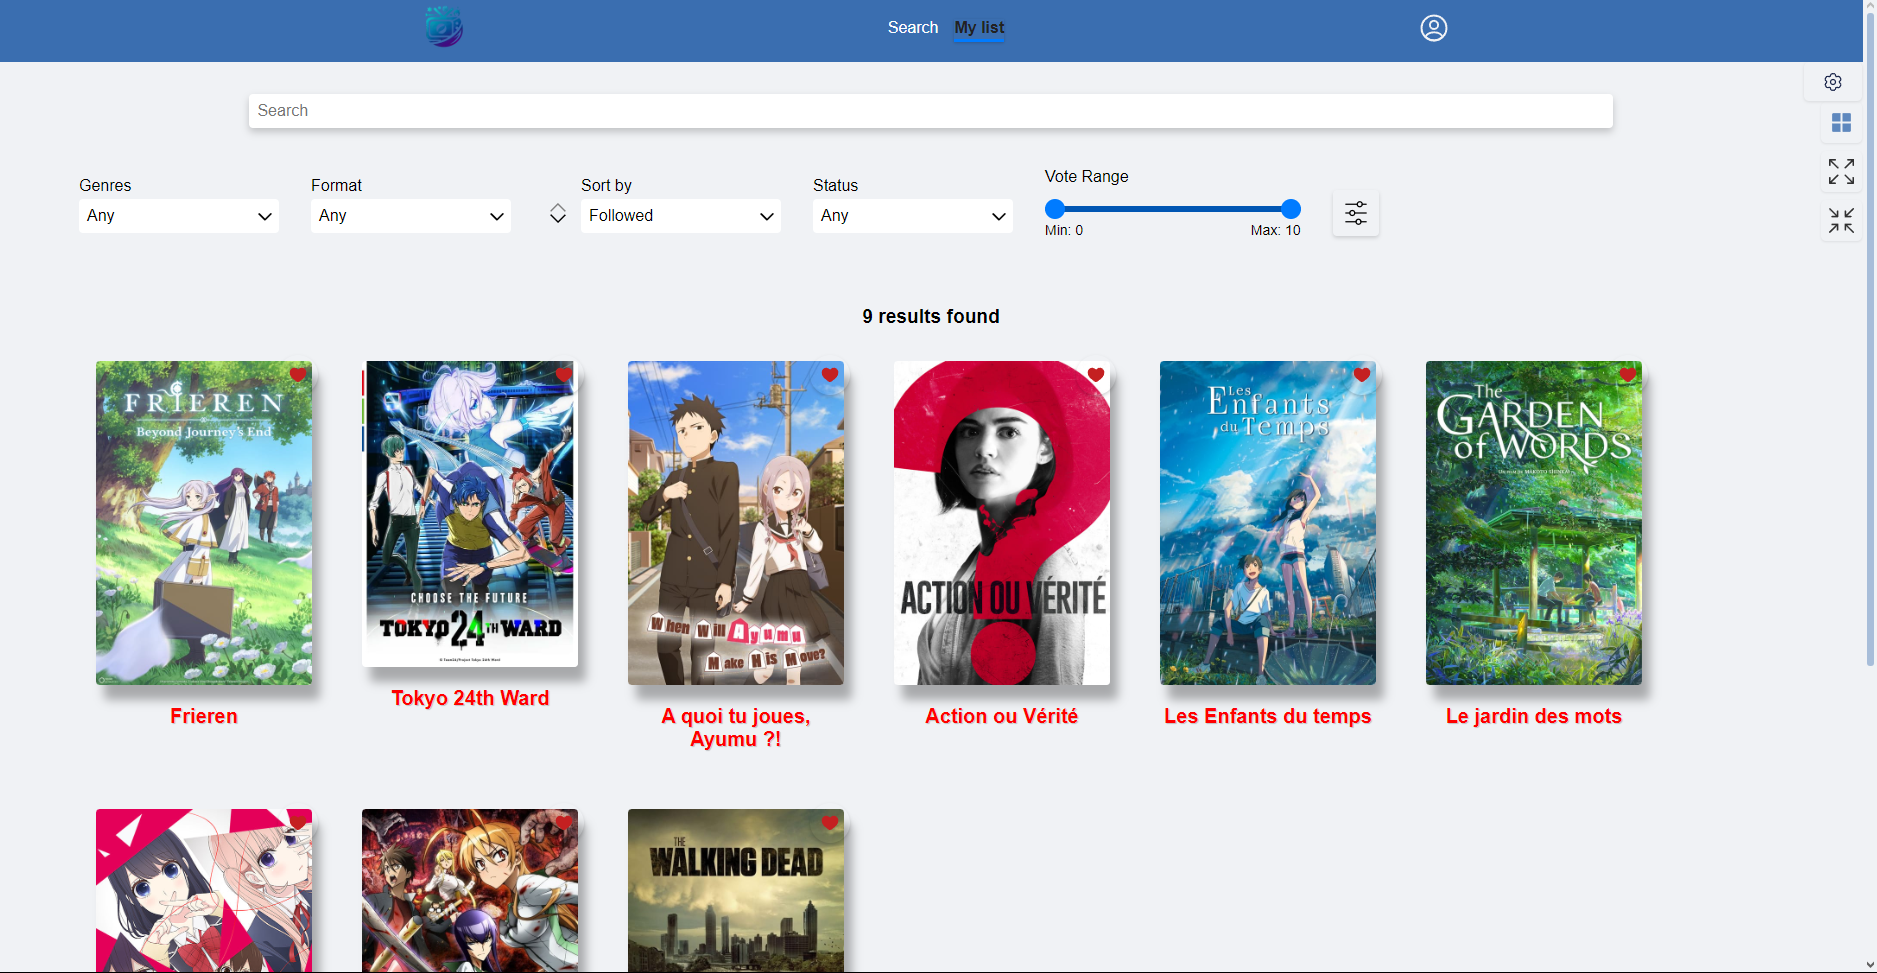 Search
My list
Search
Genres
Format
Sort by
Status
Vote Range
Any
Any
Followed
Any
Min: 0
Max: 10
9 results found
FRIEREN
Beyond Journey's End
CHOOSE THE FUTURE
TOKYO 24TH WARD
When Will Ayumu
Make His Move?
ACTION OU VÉRITÉ
Les
Enfants
du Temps
The
GARDEN
of WORDS
Frieren
Tokyo 24th Ward
A quoi tu joues,
Ayumu ?!
Action ou Vérité
Les Enfants du temps
Le jardin des mots
THE
WALKING DEAD